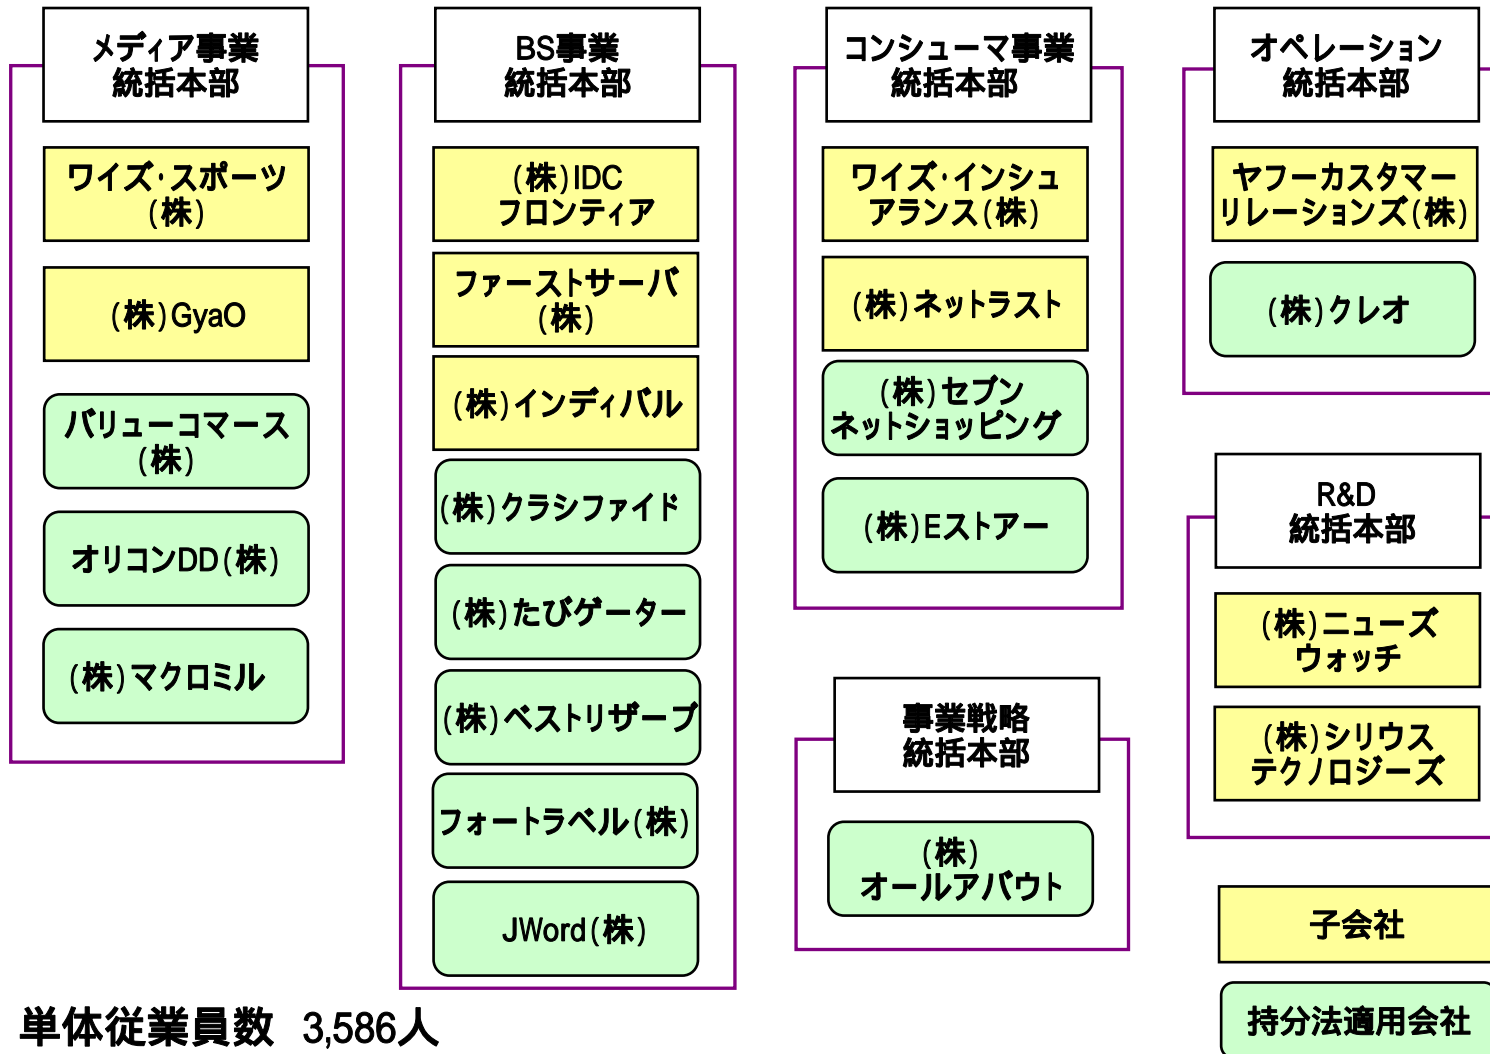 メディア事業
統括本部
ワイズ・スポーツ
(株)
(株)GyaO
バリューコマース
(株)
オリコンDD(株)
(株)マクロミル
BS事業
統括本部
(株)IDC
フロンティア
ファーストサーバ
(株)
(株)インディバル
(株)クラシファイド
(株)たびゲーター
(株)ベストリザーブ
フォートラベル(株)
JWord(株)
コンシューマ事業
統括本部
ワイズ・インシュ
アランス(株)
(株)ネットラスト
(株)セブン
ネットショッピング
(株)Eストアー
事業戦略
統括本部
(株)
オールアバウト
オペレーション
統括本部
ヤフーカスタマー
リレーションズ(株)
(株)クレオ
R&D
統括本部
(株)ニューズ
ウォッチ
(株)シリウス
テクノロジーズ
子会社
持分法適用会社
単体従業員数 3,586人